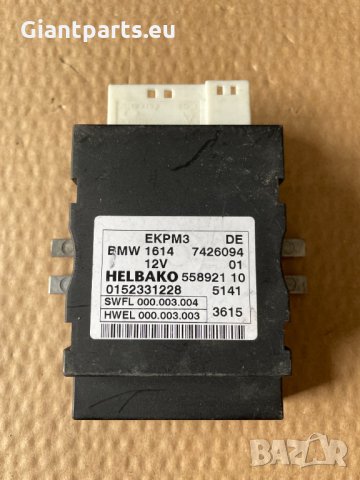 Giantparts.eu
EKPM3 DE
BMW 1614 7426094
12V 01
HELBAKO 558921 10
0152331228 5141
SWFL 000.003.004
HWEL 000.003.003 3615
BAZAR